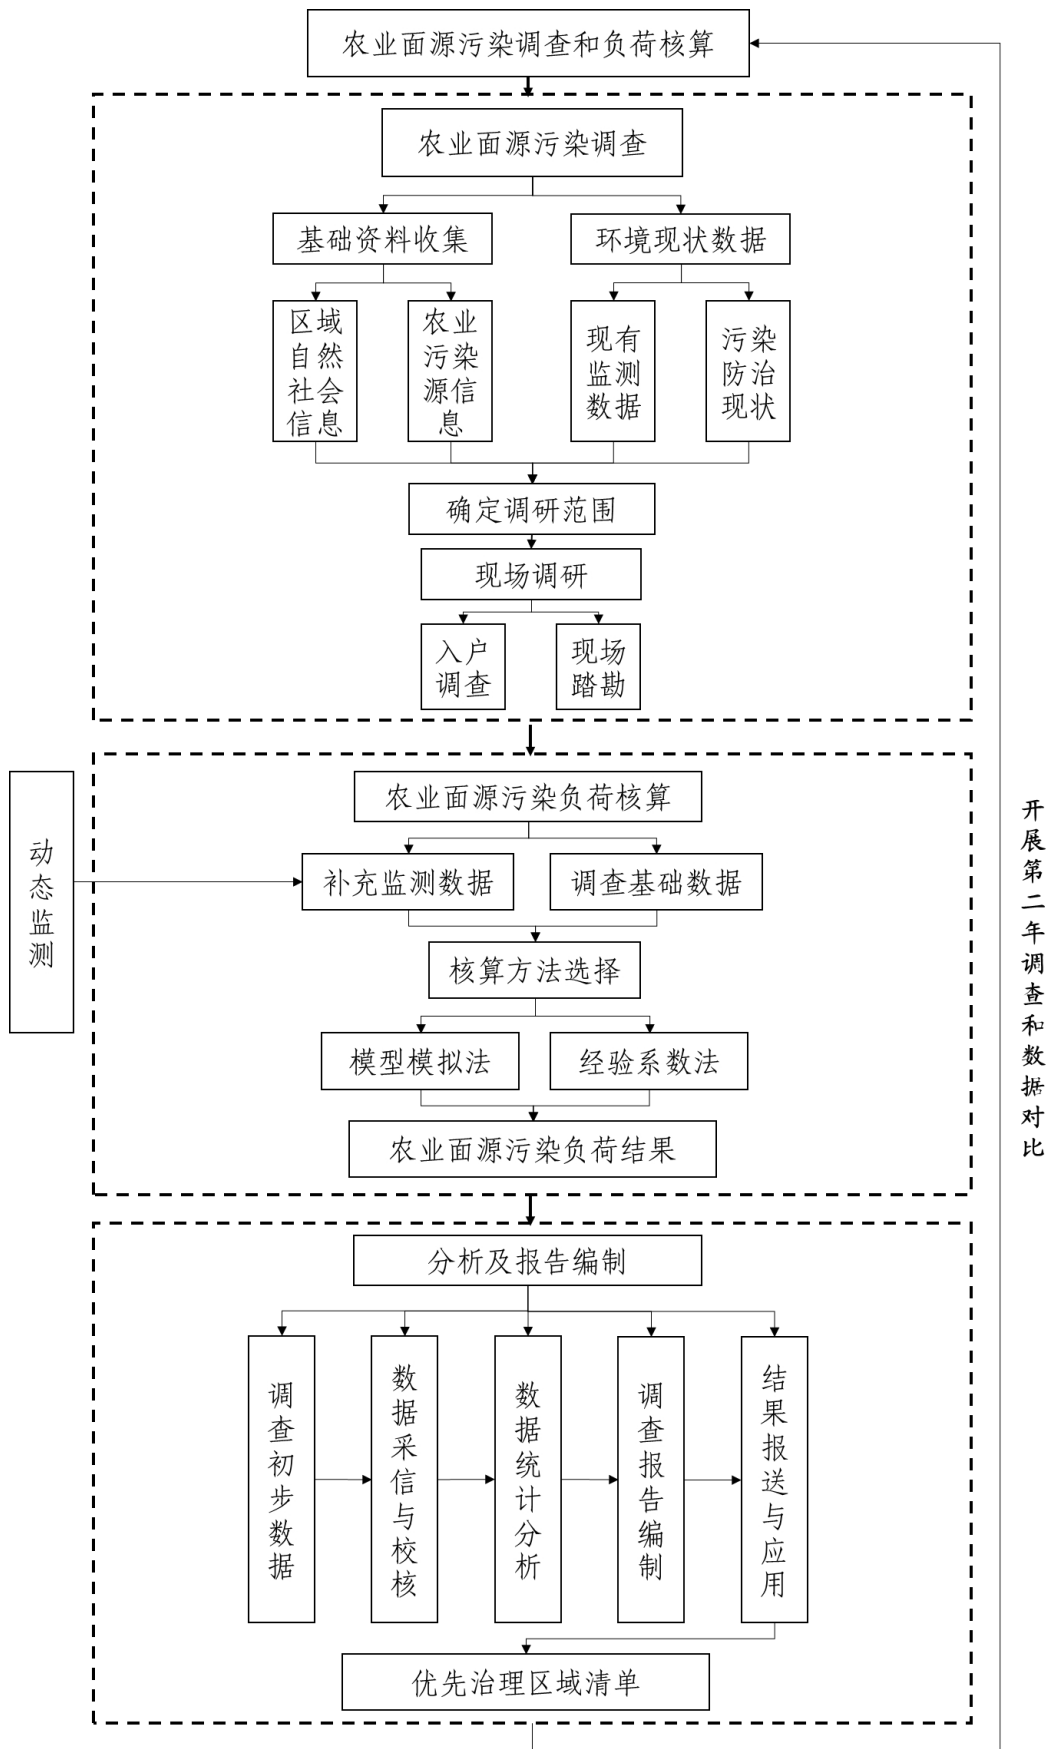 农业面源污染调查和负荷核算
农业面源污染调查
基础资料收集
环境现状数据
区域
自然
社会
信息
农业
污染
源信
息
现有
监测
数据
污染
防治
现状
确定调研范围
现场调研
入户
调查
现场
踏勘
动态监测
农业面源污染负荷核算
补充监测数据
调查基础数据
核算方法选择
模型模拟法
经验系数法
农业面源污染负荷结果
开展第二年调查和数据对比
分析及报告编制
调查初步数据
数据采信与校核
数据统计分析
调查报告编制
结果报送与应用
优先治理区域清单